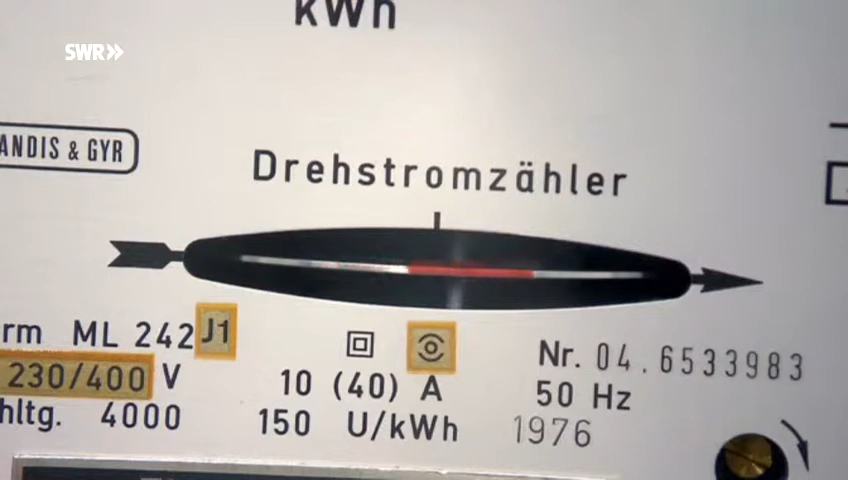 kWh
SWR
ANDIS & GYR
Drehstromzähler
rm ML 242 J1
230/400 V
10 (40) A
Nr. 04.6533983
50 Hz
hltg. 4000
150 U/kWh
1976